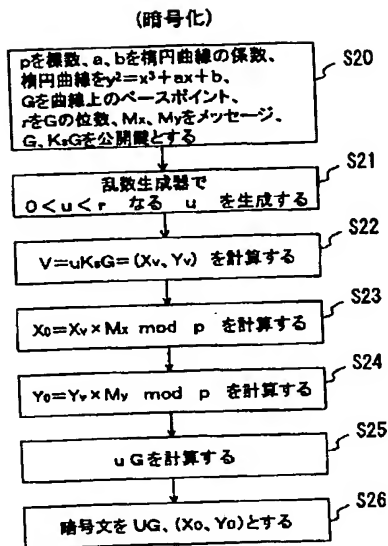 (暗号化)
S20
pを標数、a、bを楕円曲線の係数、
楕円曲線をy²=x³+ax+b、
Gを曲線上のベースポイント、
rをGの位数、Mx、Myをメッセージ、
G、KsGを公開鍵とする
S21
乱数生成器で
0<u<r なる u を生成する
S22
V=uKsG=(Xv、Yv) を計算する
S23
X₀=Xv×Mx mod p を計算する
S24
Y₀=Yv×My mod p を計算する
S25
uGを計算する
S26
暗号文をUG、(X₀、Y₀)とする